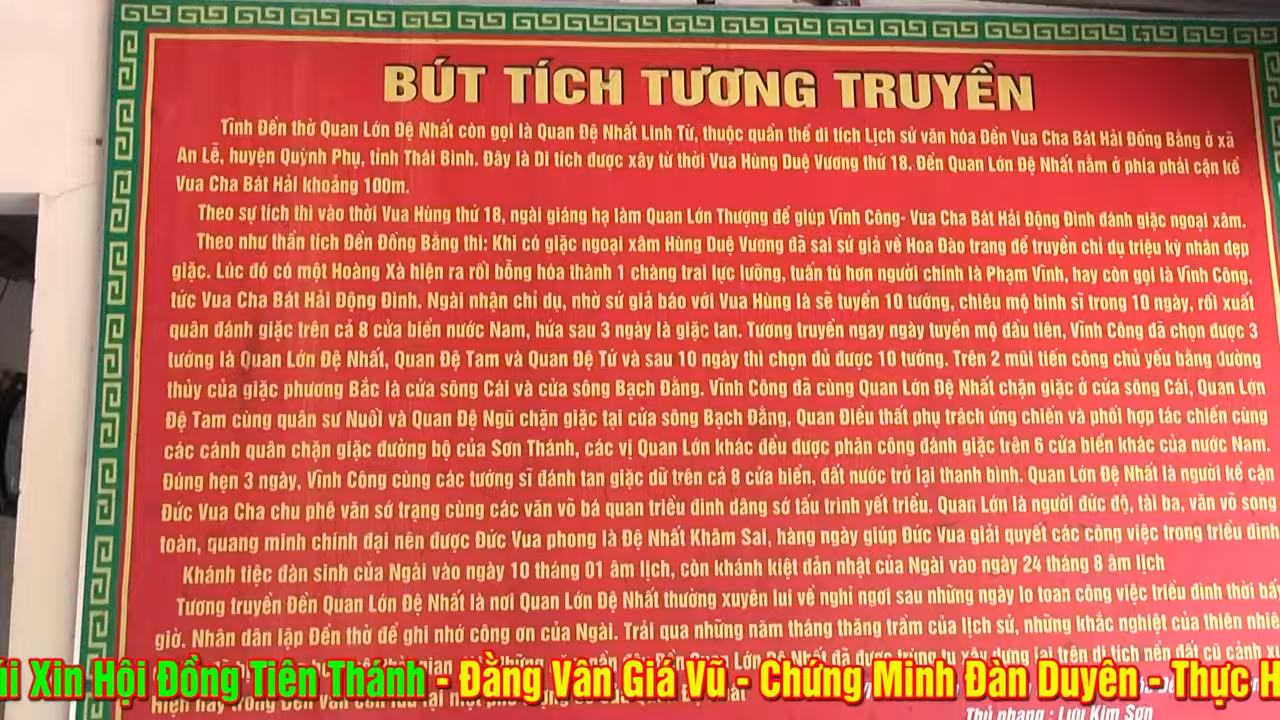 BÚT TÍCH TƯƠNG TRUYỀN
Tình Đền thờ Quan Lớn Đệ Nhất còn gọi là Quan Đệ Nhất Linh Từ, thuộc quần thể di tích Lịch sử văn hóa Đền Vua Cha Bát Hải Đồng Bằng ở xã
An Lễ, huyện Quỳnh Phụ, tỉnh Thái Bình. Đây là Di tích được xây từ thời Vua Hùng Duệ Vương thứ 18. Đền Quan Lớn Đệ Nhất nằm ở phía phải cận kề
Vua Cha Bát Hải khoảng 100m.
Theo sự tích thì vào thời Vua Hùng thứ 18, ngài giáng hạ làm Quan Lớn Thượng để giúp Vĩnh Công- Vua Cha Bát Hải Động Đình đánh giặc ngoại xâm.
Theo như thần tích Đền Đồng Bằng thì: Khi có giặc ngoại xâm Hùng Duệ Vương đã sai sứ giả về Hoa Đào trang để truyền chỉ dụ triệu kỳ nhân dẹp
giặc. Lúc đó có một Hoàng Xà hiện ra rồi bỗng hóa thành 1 chàng trai lực lưỡng, tuấn tú hơn người chính là Phạm Vĩnh, hay còn gọi là Vĩnh Công,
tức Vua Cha Bát Hải Động Đình. Ngài nhận chỉ dụ, nhờ sứ giả báo với Vua Hùng là sẽ tuyển 10 tướng, chiêu mộ binh sĩ trong 10 ngày, rồi xuất
quân đánh giặc trên cả 8 cửa biển nước Nam, hứa sau 3 ngày là giặc tan. Tương truyền ngay ngày tuyển mộ đầu tiên, Vĩnh Công đã chọn được 3
tướng là Quan Lớn Đệ Nhất, Quan Đệ Tam và Quan Đệ Tứ và sau 10 ngày thì chọn đủ được 10 tướng. Trên 2 mũi tiến công chủ yếu bằng đường
thủy của giặc phương Bắc là cửa sông Cái và cửa sông Bạch Đằng. Vĩnh Công đã cùng Quan Lớn Đệ Nhất chặn giặc ở cửa sông Cái, Quan Lớn
Đệ Tam cùng quân sư Nuôi và Quan Đệ Ngũ chặn giặc tại cửa sông Bạch Đằng, Quan Điều thất phụ trách ứng chiến và phối hợp tác chiến cùng
các cánh quân chặn giặc đường bộ của Sơn Thánh, các vị Quan Lớn khác đều được phân công đánh giặc trên 6 cửa biển khác của nước Nam.
Đúng hẹn 3 ngày, Vĩnh Công cùng các tướng sĩ đánh tan giặc dữ trên cả 8 cửa biển, đất nước trở lại thanh bình. Quan Lớn Đệ Nhất là người kề cận
Đức Vua Cha chu phê văn sớ trạng cùng các văn võ bá quan triều đình dâng sớ tấu trình yết triều. Quan Lớn là người đức độ, tài ba, văn võ song
toàn, quang minh chính đại nên được Đức Vua phong là Đệ Nhất Khâm Sai, hàng ngày giúp Đức Vua giải quyết các công việc trong triều đình
Khánh tiệc đản sinh của Ngài vào ngày 10 tháng 01 âm lịch, còn khánh kiệt đản nhật của Ngài vào ngày 24 tháng 8 âm lịch
Tương truyền Đền Quan Lớn Đệ Nhất là nơi Quan Lớn Đệ Nhất thường xuyên lui về nghỉ ngơi sau những ngày lo toan công việc triều đình thời bấ
giờ. Nhân dân lập Đền thờ để ghi nhớ công ơn của Ngài. Trải qua những năm tháng thăng trầm của lịch sử, những khắc nghiệt của thiên nhiê
Quan Lớn Đệ Nhất đã được trùng tu xây dựng lại trên di tích nền đất cũ cảnh xu
Xin Hội Đồng Tiên Thánh - Đằng Vân Giá Vũ - Chứng Minh Đàn Duyên - Thực H
Thủ nhang : Lưu Kim Sơn